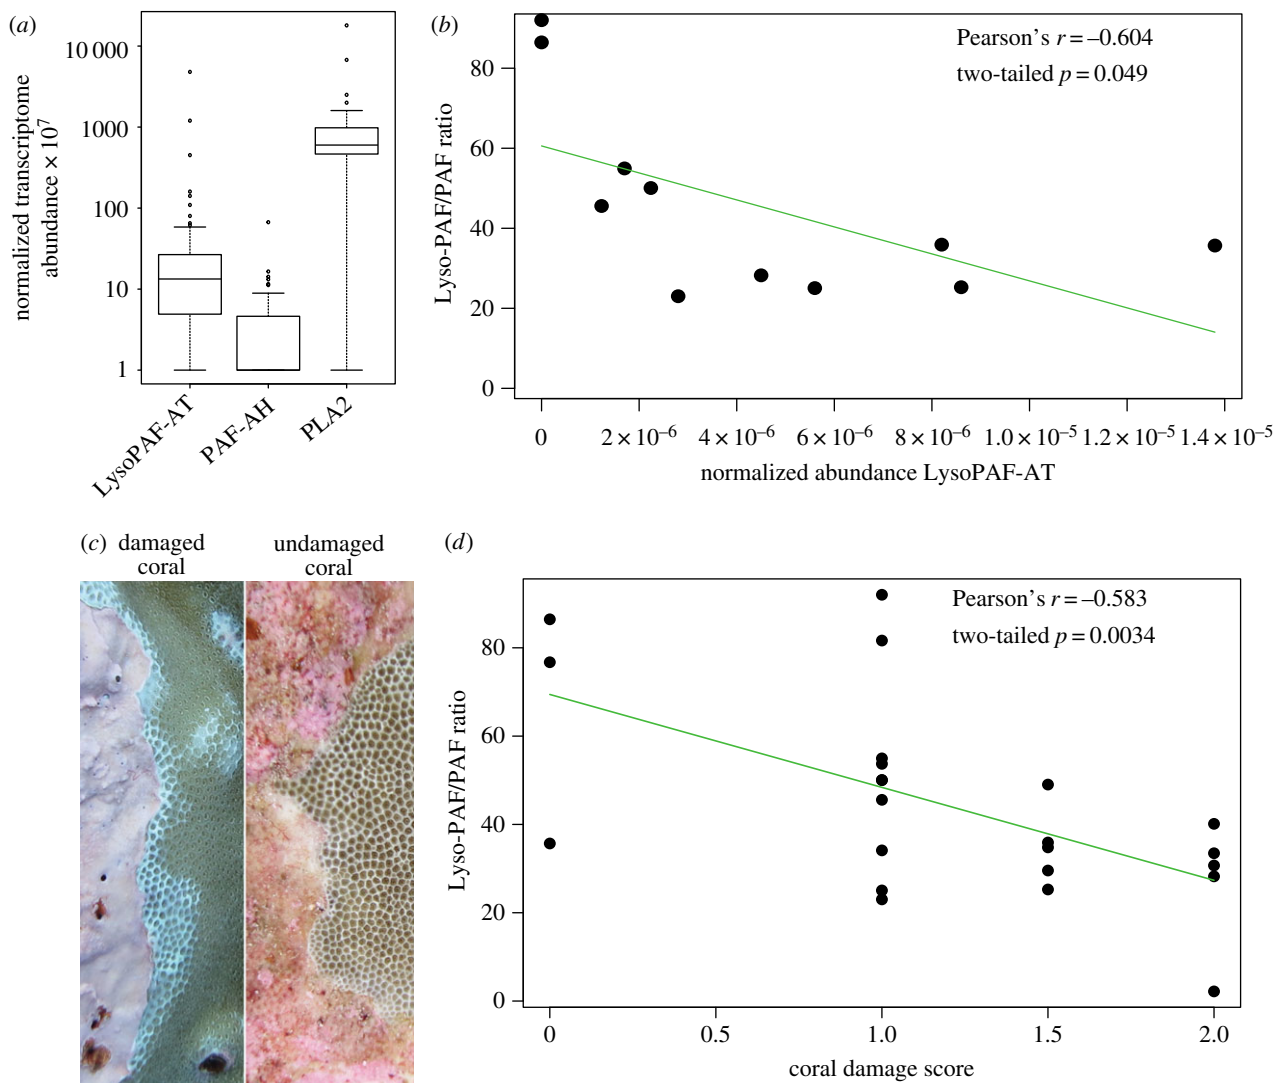 (a)
normalized transcriptome
abundance × 10⁷
10 000
1000
100
10
1
LysoPAF-AT
PAF-AH
PLA2
(b)
Pearson's r = –0.604
two-tailed p = 0.049
Lyso-PAF/PAF ratio
80
60
40
20
0
0 2 × 10⁻⁶ 4 × 10⁻⁶ 6 × 10⁻⁶ 8 × 10⁻⁶ 1.0 × 10⁻⁵ 1.2 × 10⁻⁵ 1.4 × 10⁻⁵
normalized abundance LysoPAF-AT
(c) damaged
coral
undamaged
coral
(d)
Pearson's r = –0.583
two-tailed p = 0.0034
Lyso-PAF/PAF ratio
80
60
40
20
0
0 0.5 1.0 1.5 2.0
coral damage score